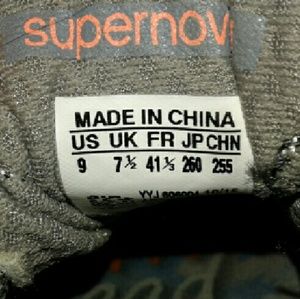 supernov
MADE IN CHINA
US UK FR JP CHN
9 7½ 41⅓ 260 255